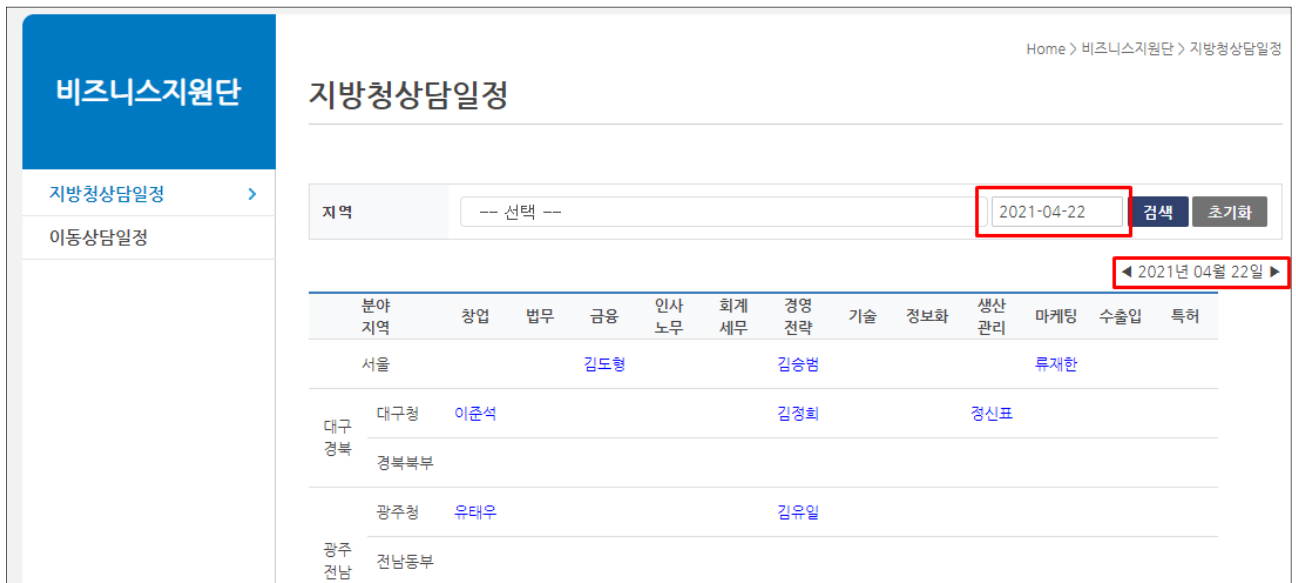 Home > 비즈니스지원단 > 지방청상담일정
비즈니스지원단
지방청상담일정
지방청상담일정 >
이동상담일정
지역 -- 선택 -- 2021-04-22 검색 초기화
◀ 2021년 04월 22일 ▶
분야 지역 창업 법무 금융 인사 노무 회계 세무 경영 전략 기술 정보화 생산 관리 마케팅 수출입 특허
서울 김도형 김승범 류재한
대구 경북 대구청 이준석 김정희 정신표
경북북부
광주청 유태우 김유일
광주 전남 전남동부